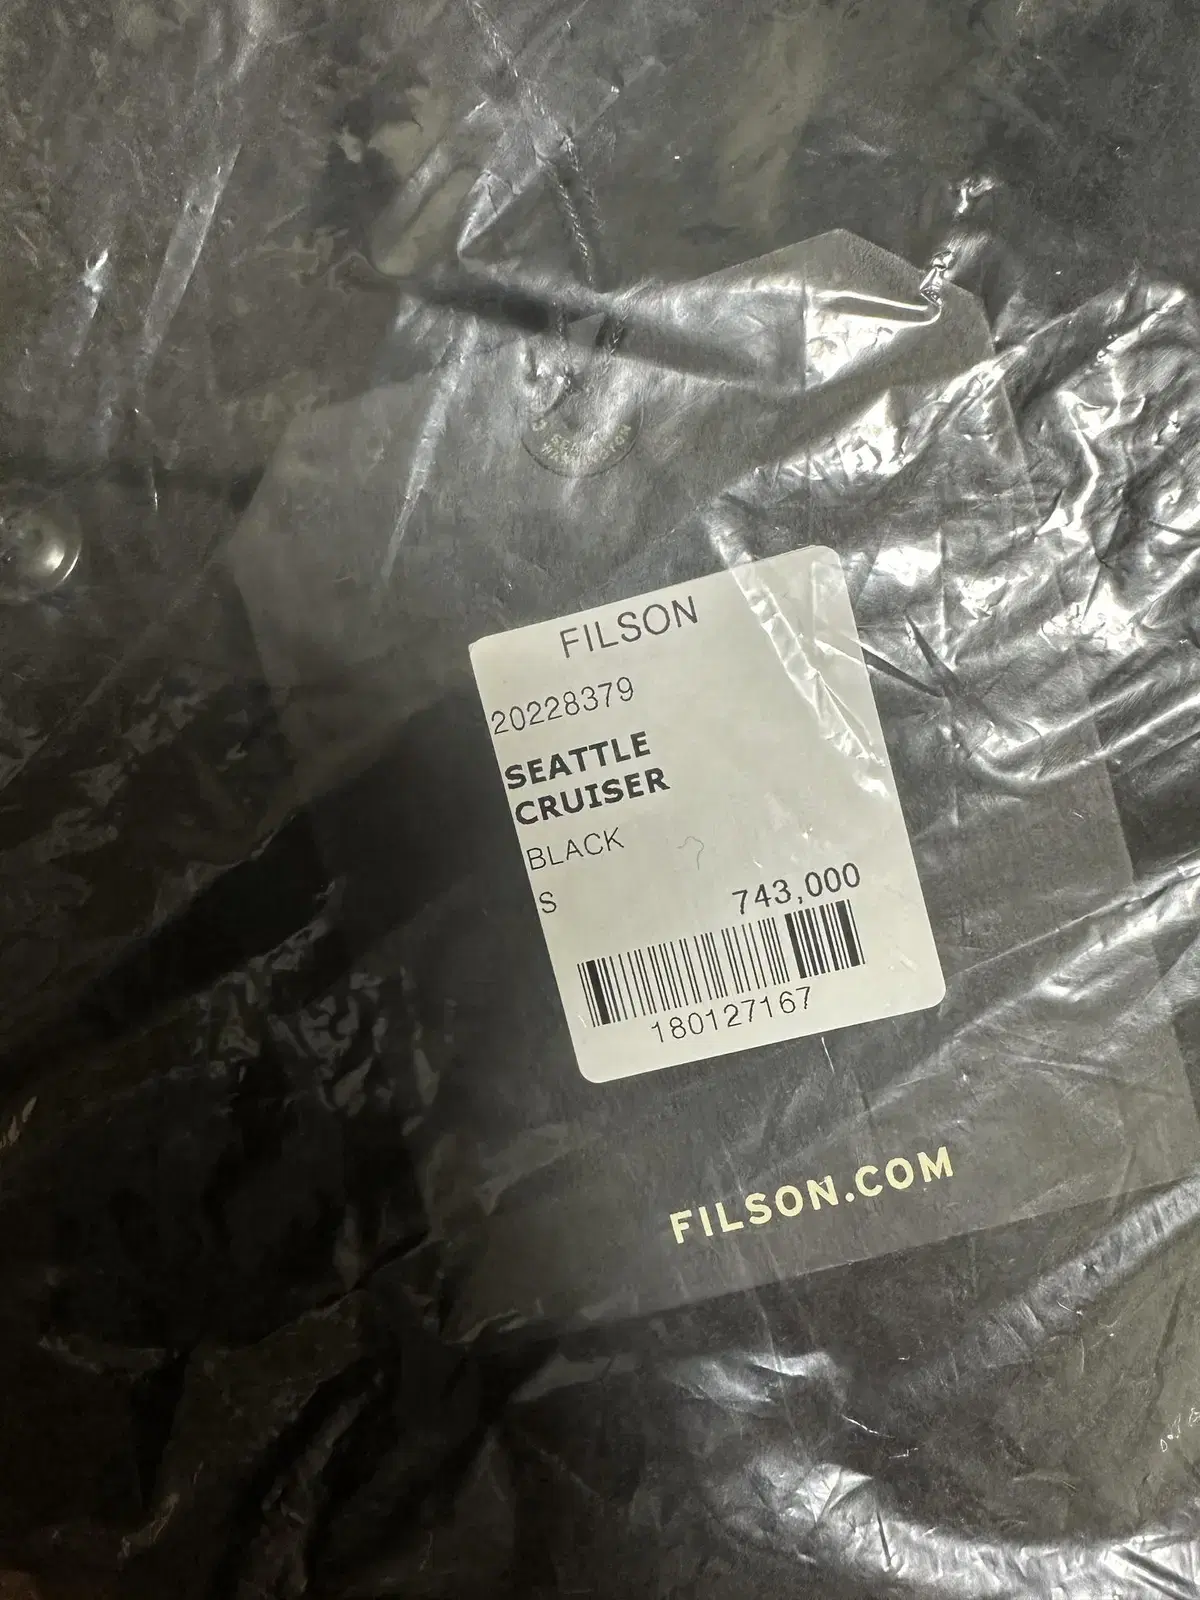 FILSON
20228379
SEATTLE
CRUISER
BLACK
S 743,000
180127167
FILSON.COM